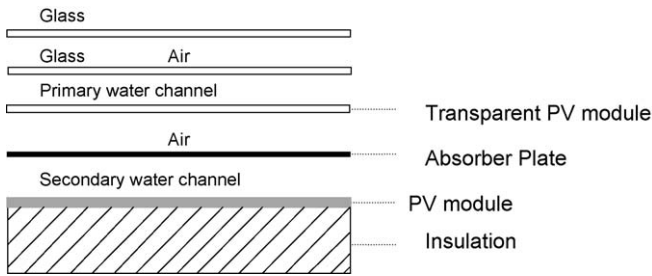 Glass
Glass Air
Primary water channel
Transparent PV module
Air
Absorber Plate
Secondary water channel
PV module
Insulation